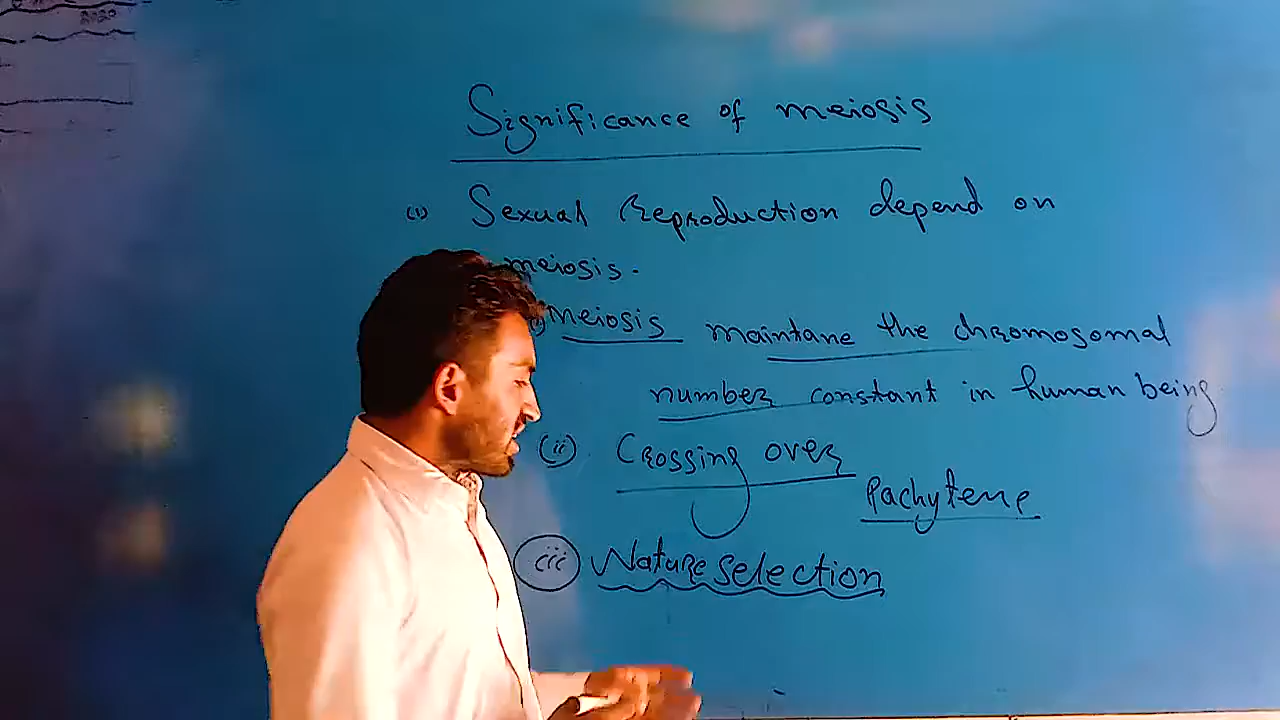 2020
Significance of meiosis
(i) Sexual Reproduction depend on
meiosis.
Meiosis maintane the chromosomal
number constant in human being
(ii) Crossing over
Pachytene
(iii) Nature selection